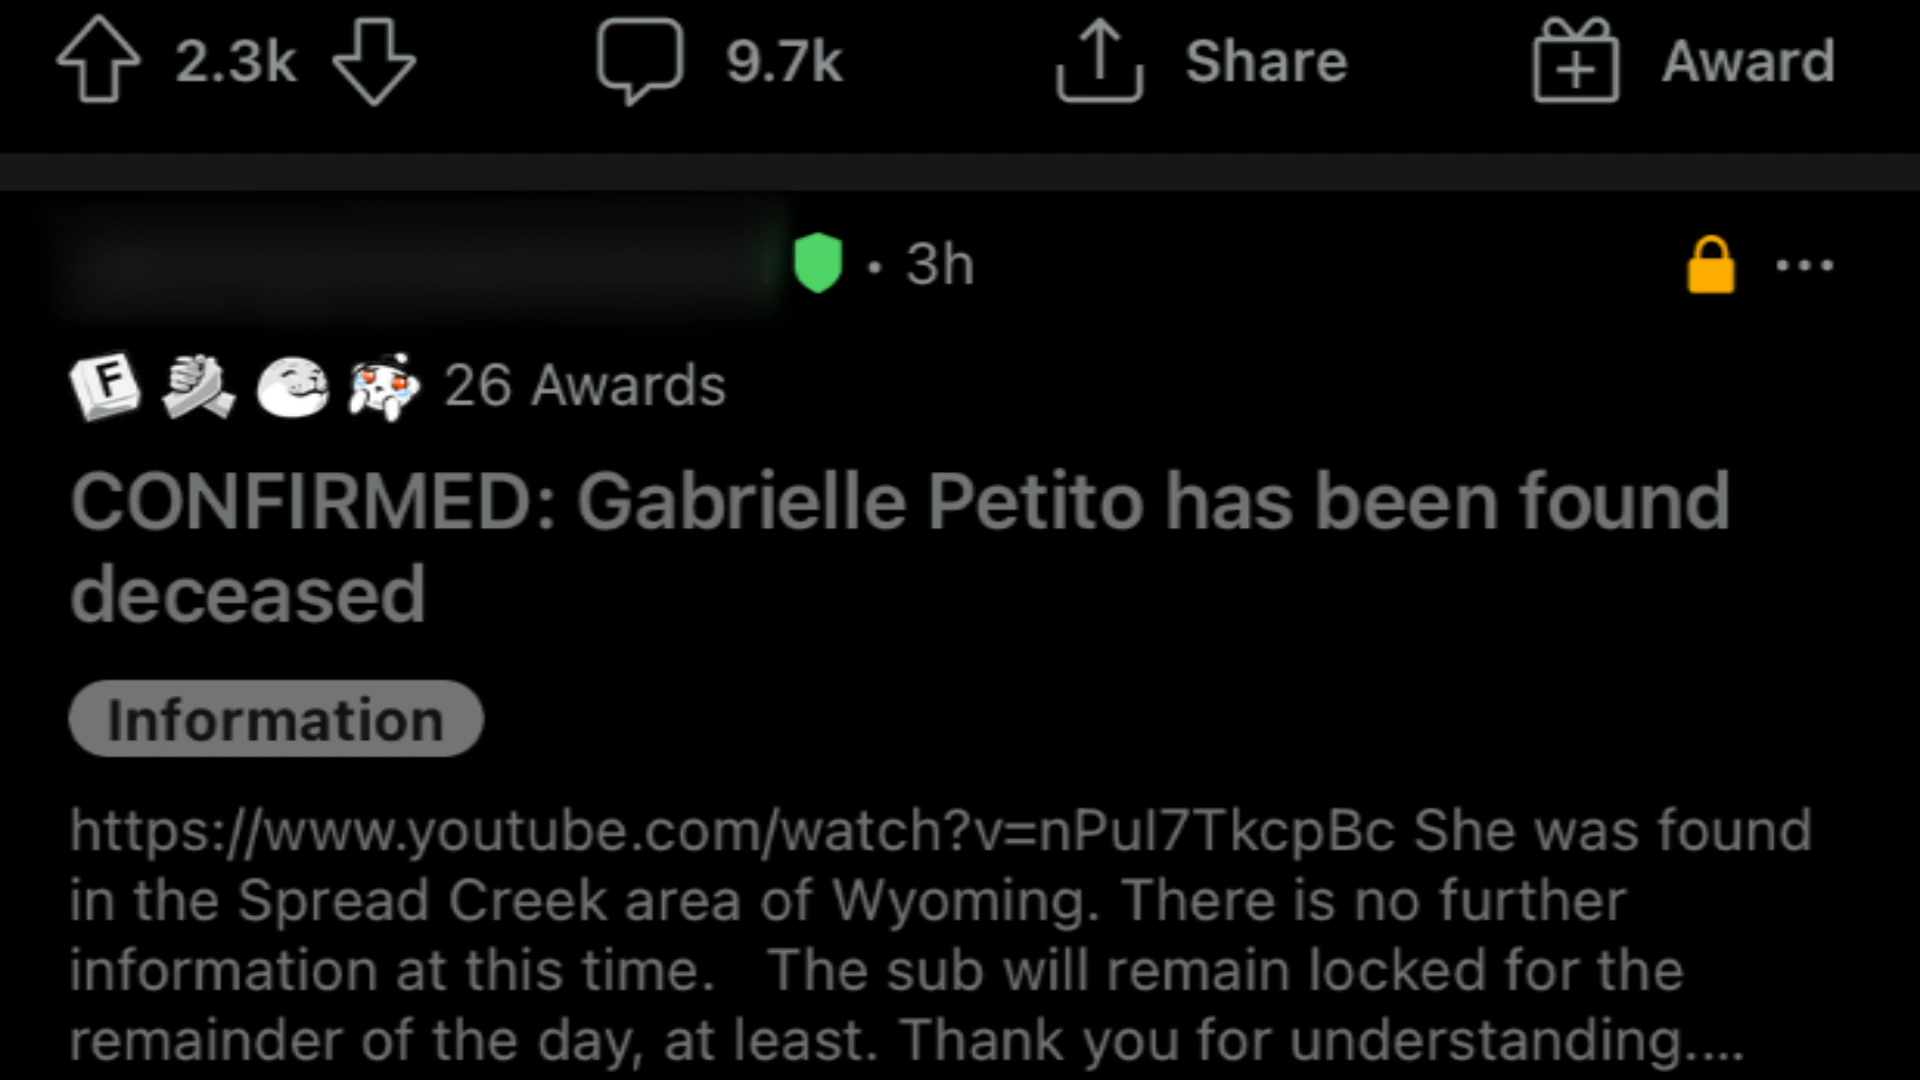 2.3k 9.7k Share Award
• 3h ...
F 26 Awards
CONFIRMED: Gabrielle Petito has been found
deceased
Information
https://www.youtube.com/watch?v=nPuI7TkcpBc She was found
in the Spread Creek area of Wyoming. There is no further
information at this time. The sub will remain locked for the
remainder of the day, at least. Thank you for understanding....